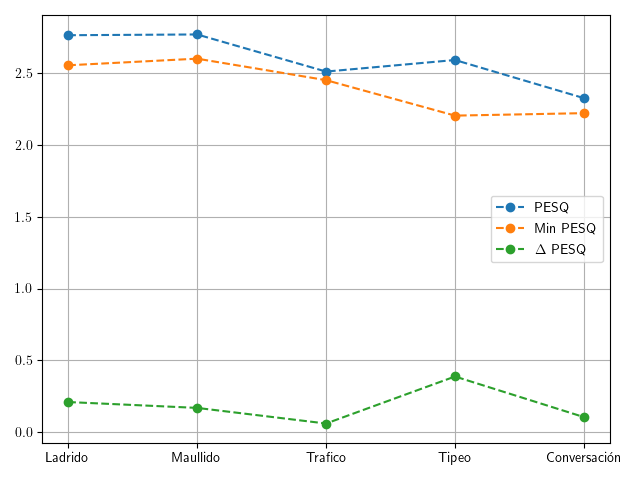 2.5
2.0
1.5
1.0
0.5
0.0
PESQ
Min PESQ
Δ PESQ
Ladrido Maullido Trafico Tipeo Conversación